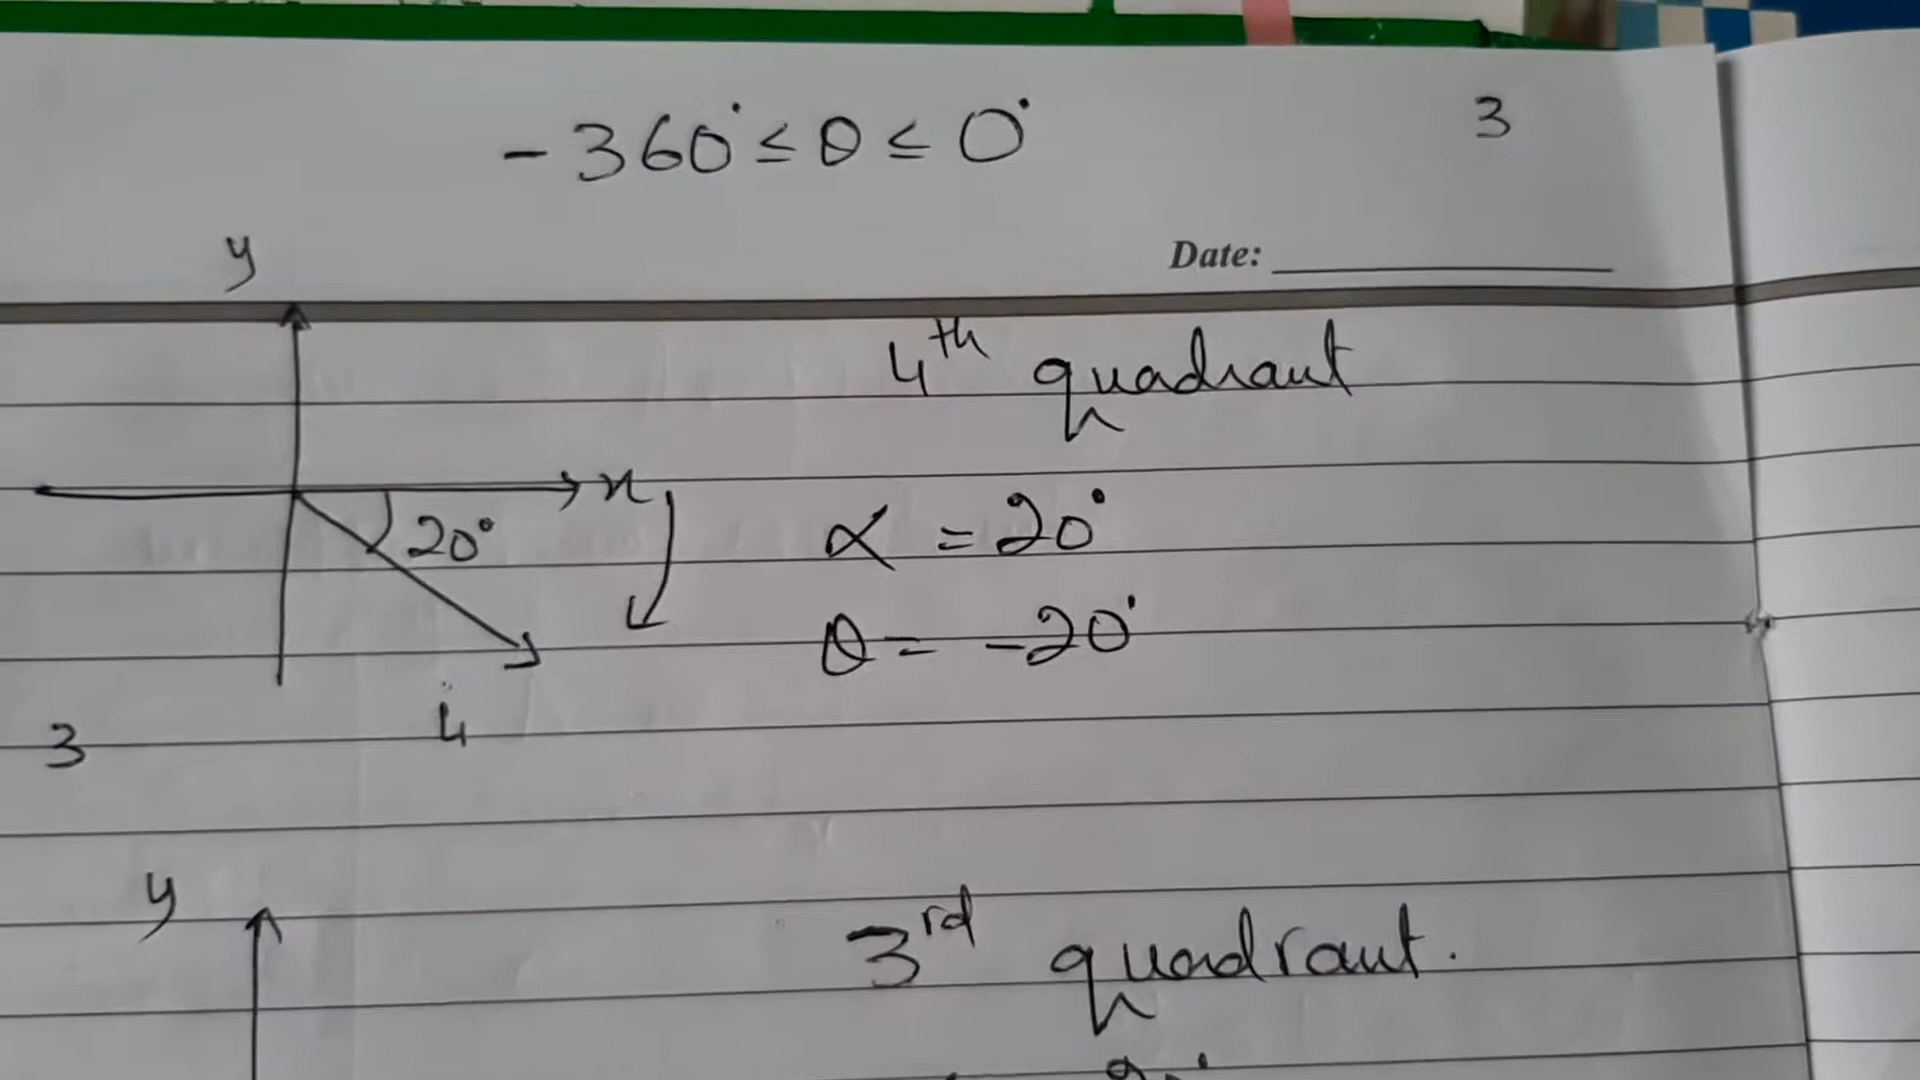 -360° ≤ θ ≤ 0°
3
Date:
y
4th quadrant
x
20°
α = 20°
θ = -20°
3
4
y
3rd quadrant.